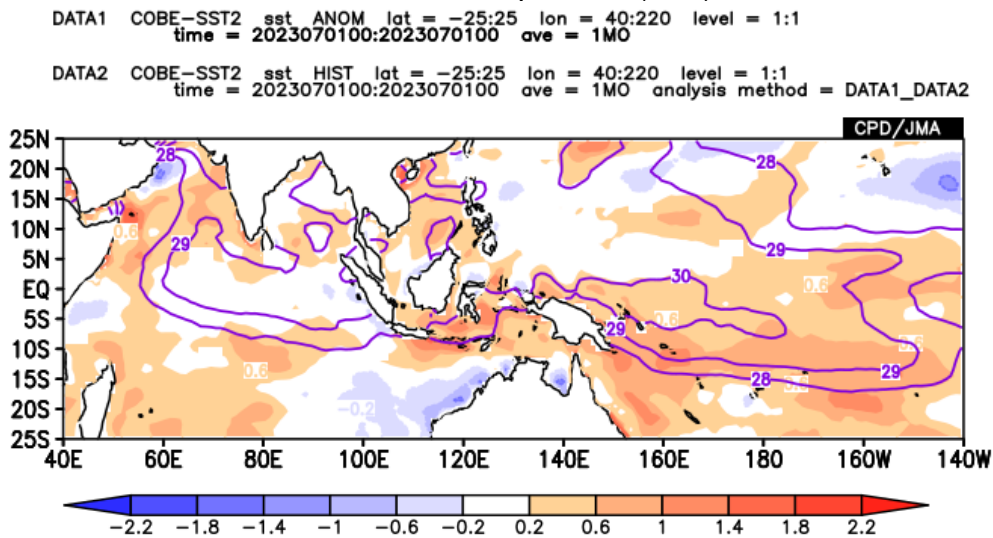 DATA1 COBE-SST2 sst ANOM lat = -25:25 lon = 40:220 level = 1:1
time = 2023070100:2023070100 ave = 1MO
DATA2 COBE-SST2 sst HIST lat = -25:25 lon = 40:220 level = 1:1
time = 2023070100:2023070100 ave = 1MO analysis method = DATA1_DATA2
CPD/JMA
25N
28
28
20N
15N
10N
0.6
29
29
5N
30
0.6
EQ
5S
29
0.6
0.6
10S
0.6
29
28
15S
-0.2
20S
25S
40E 60E 80E 100E 120E 140E 160E 180 160W 140W
-2.2 -1.8 -1.4 -1 -0.6 -0.2 0.2 0.6 1 1.4 1.8 2.2